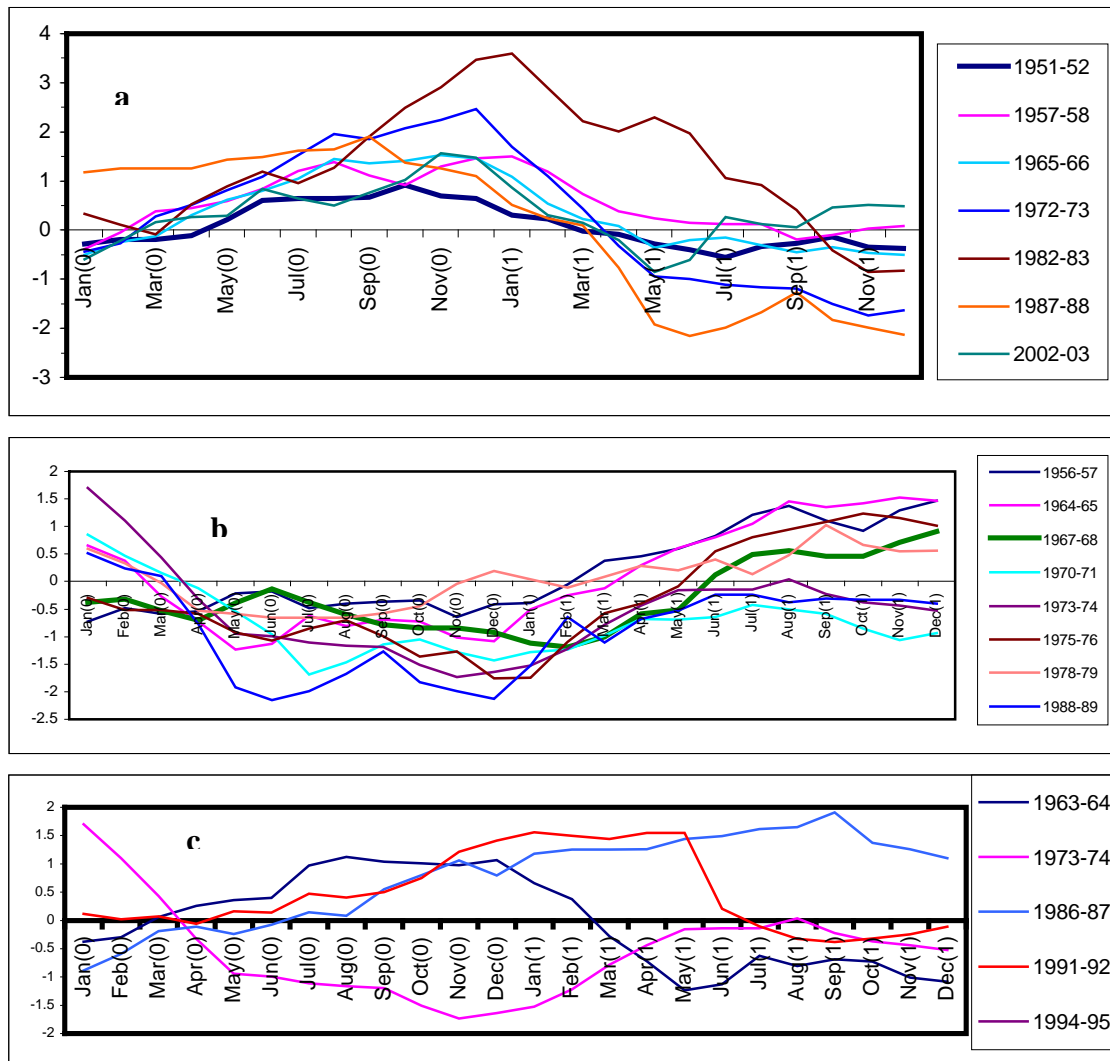 4
3
2
1
0
-1
-2
-3
a
Jan(0)
Mar(0)
May(0)
Jul(0)
Sep(0)
Nov(0)
Jan(1)
Mar(1)
May(1)
Jul(1)
Sep(1)
Nov(1)
1951-52
1957-58
1965-66
1972-73
1982-83
1987-88
2002-03
2
1.5
1
0.5
0
-0.5
-1
-1.5
-2
-2.5
b
Jan(0)
Feb(0)
Mar(0)
Apr(0)
May(0)
Jun(0)
Jul(0)
Aug(0)
Sep(0)
Oct(0)
Nov(0)
Dec(0)
Jan(1)
Feb(1)
Mar(1)
Apr(1)
May(1)
Jun(1)
Jul(1)
Aug(1)
Sep(1)
Oct(1)
Nov(1)
Dec(1)
1956-57
1964-65
1967-68
1970-71
1973-74
1975-76
1978-79
1988-89
2
1.5
1
0.5
0
-0.5
-1
-1.5
-2
c
Jan(0)
Feb(0)
Mar(0)
Apr(0)
May(0)
Jun(0)
Jul(0)
Aug(0)
Sep(0)
Oct(0)
Nov(0)
Dec(0)
Jan(1)
Feb(1)
Mar(1)
Apr(1)
May(1)
Jun(1)
Jul(1)
Aug(1)
Sep(1)
Oct(1)
Nov(1)
Dec(1)
1963-64
1973-74
1986-87
1991-92
1994-95